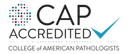 CAP
ACCREDITED
COLLEGE of AMERICAN PATHOLOGISTS